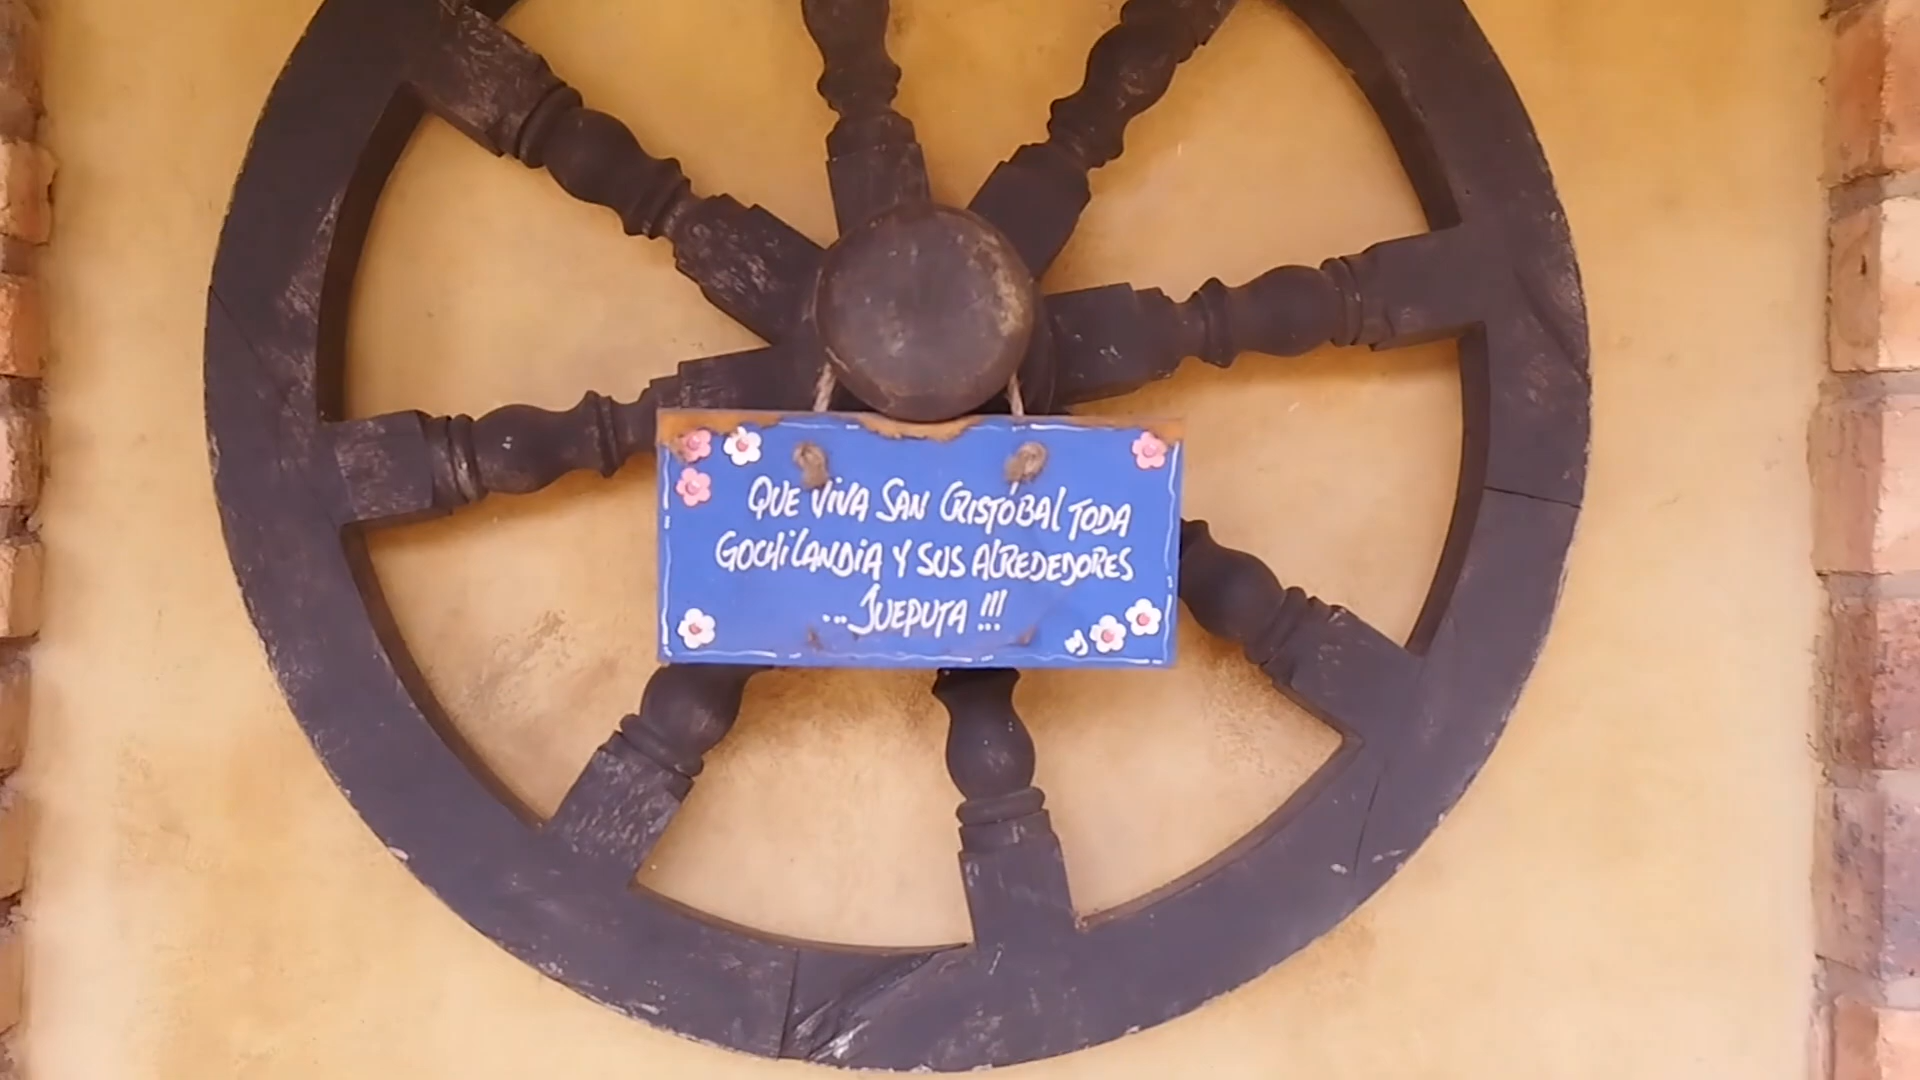 QUE VIVA SAN CRISTÓBAL TODA
GOCHILANDIA Y SUS ALREDEDORES
...JUEPUTA !!!